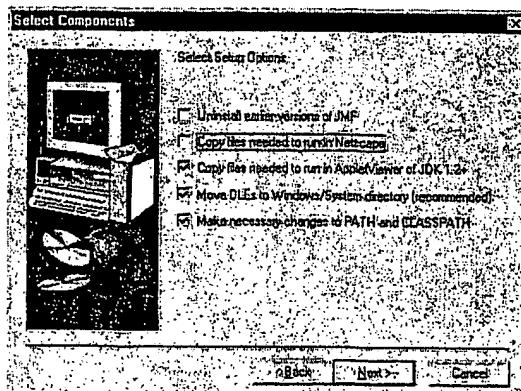 Select Components
Select Setup Options:
Uninstall earlier versions of JMF
Copy files needed to run in Netscape
Copy files needed to run in AppletViewer of JDK 1.2+
Move DLLs to Windows/System directory (recommended)
Make necessary changes to PATH and CLASSPATH
< Back
Next >
Cancel